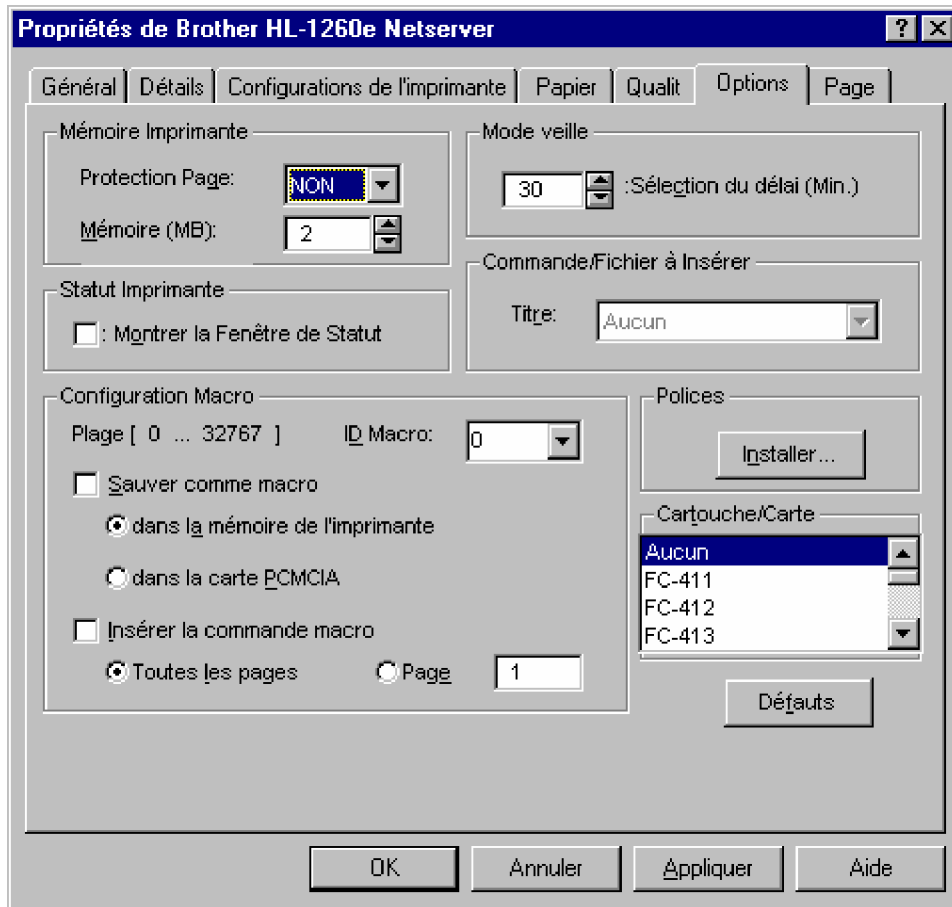 Propriétés de Brother HL-1260e Netserver
Général Détails Configurations de l'imprimante Papier Qualit Options Page
Mémoire Imprimante
Protection Page: NON
Mémoire (MB): 2
Mode veille
30 :Sélection du délai (Min.)
Statut Imprimante
: Montrer la Fenêtre de Statut
Commande/Fichier à Insérer
Titre: Aucun
Configuration Macro
Plage [ 0 ... 32767 ] ID Macro: 0
Sauver comme macro
dans la mémoire de l'imprimante
dans la carte PCMCIA
Insérer la commande macro
Toutes les pages Page 1
Polices
Installer...
Cartouche/Carte
Aucun
FC-411
FC-412
FC-413
Défauts
OK Annuler Appliquer Aide